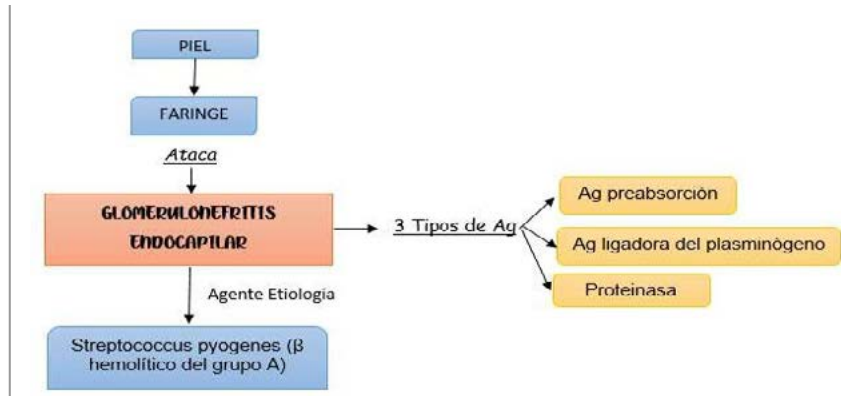 PIEL
FARINGE
Ataca
GLOMERULONEFRITIS
ENDOCAPILAR
3 Tipos de Ag
Ag preabsorción
Ag ligadora del plasminògeno
Proteinasa
Agente Etiología
Streptococcus pyogenes (β
hemolítico del grupo A)